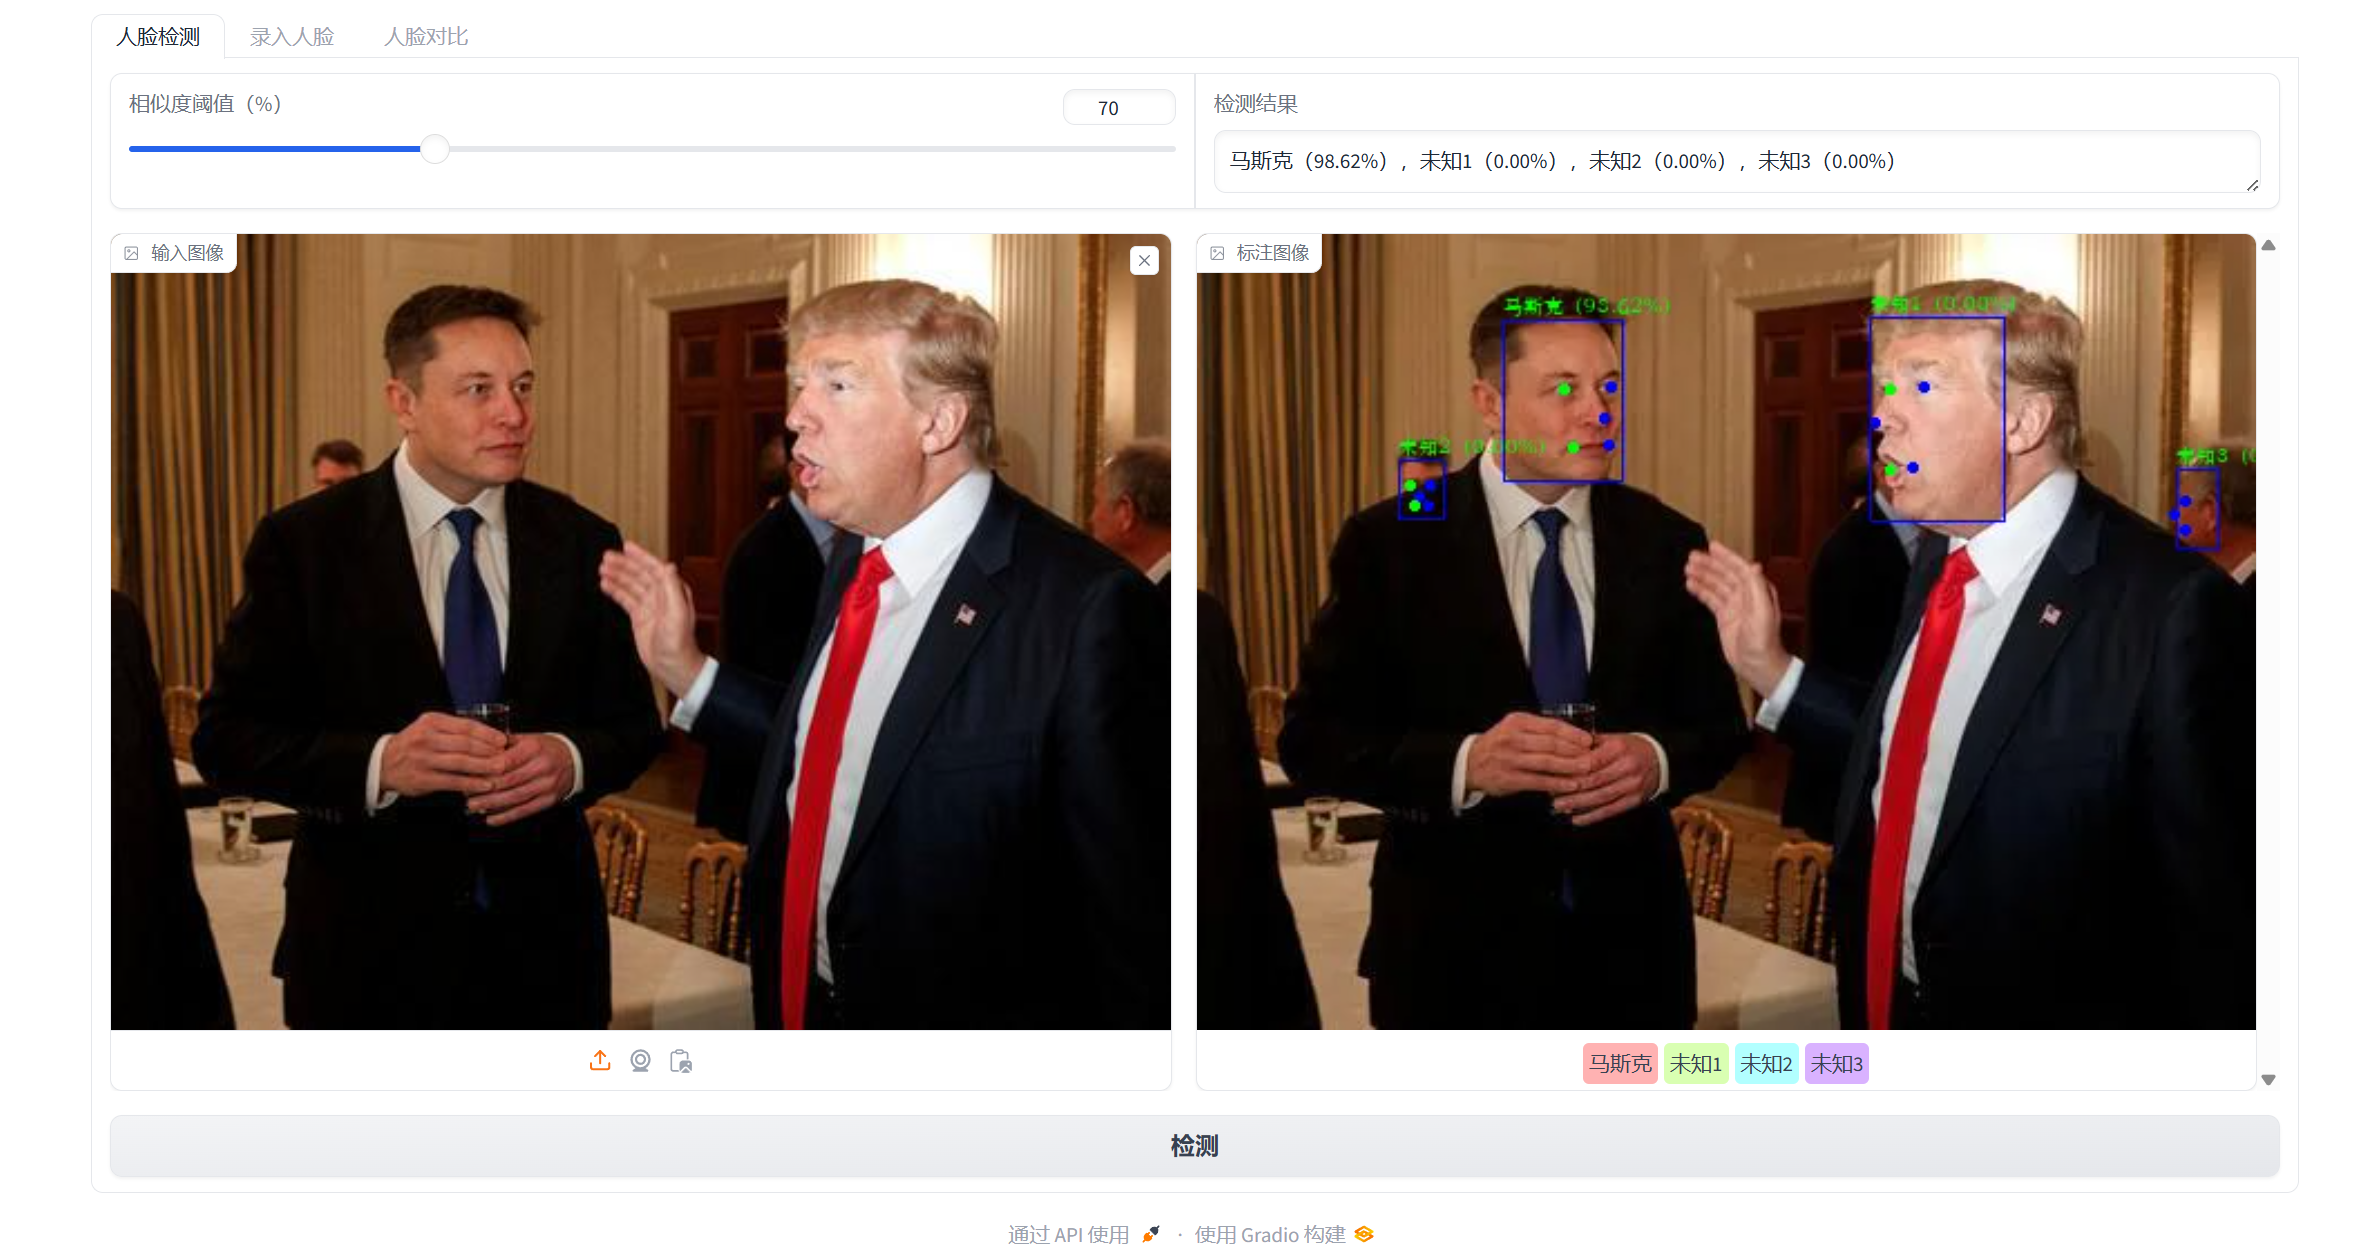 人脸检测 录入人脸 人脸对比
相似度阈值（%）
70
检测结果
马斯克（98.62%），未知1（0.00%），未知2（0.00%），未知3（0.00%）
输入图像
标注图像
马斯克（98.62%）
未知1（0.00%）
未知2（0.00%）
未知3（0
马斯克 未知1 未知2 未知3
检测
通过 API 使用 · 使用 Gradio 构建